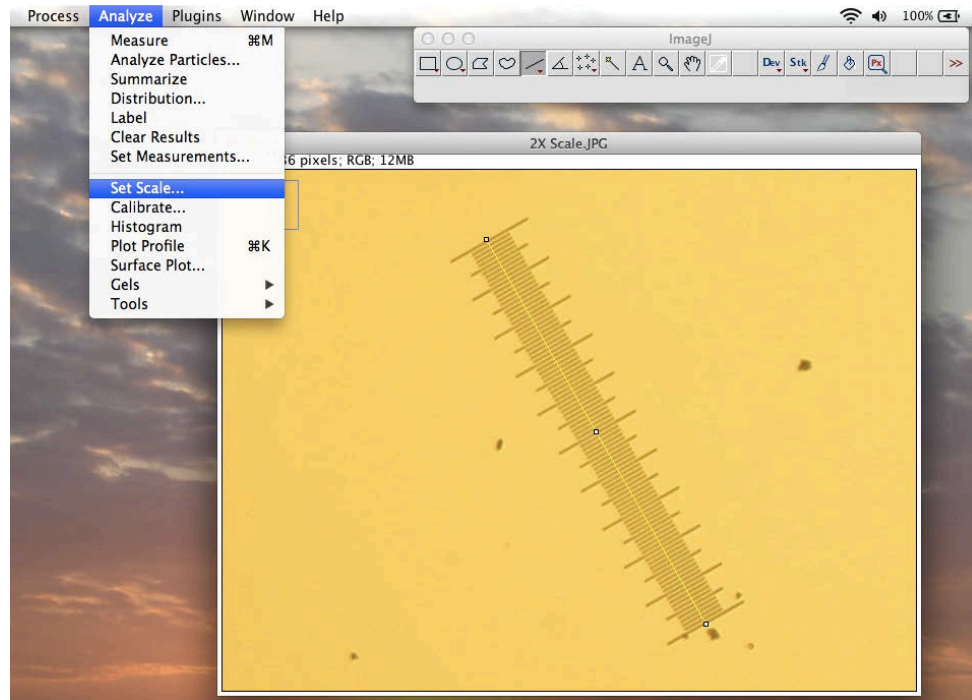 Process Analyze Plugins Window Help 100%
Measure ⌘M
Analyze Particles...
Summarize
Distribution...
Label
Clear Results
Set Measurements...
Set Scale...
Calibrate...
Histogram
Plot Profile ⌘K
Surface Plot...
Gels
Tools
ImageJ
A Dev Stk Px >>
2X Scale.JPG
6 pixels; RGB; 12MB